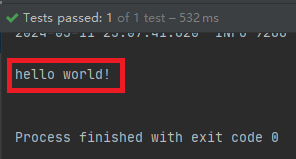 Tests passed: 1 of 1 test – 532 ms
hello world!
Process finished with exit code 0